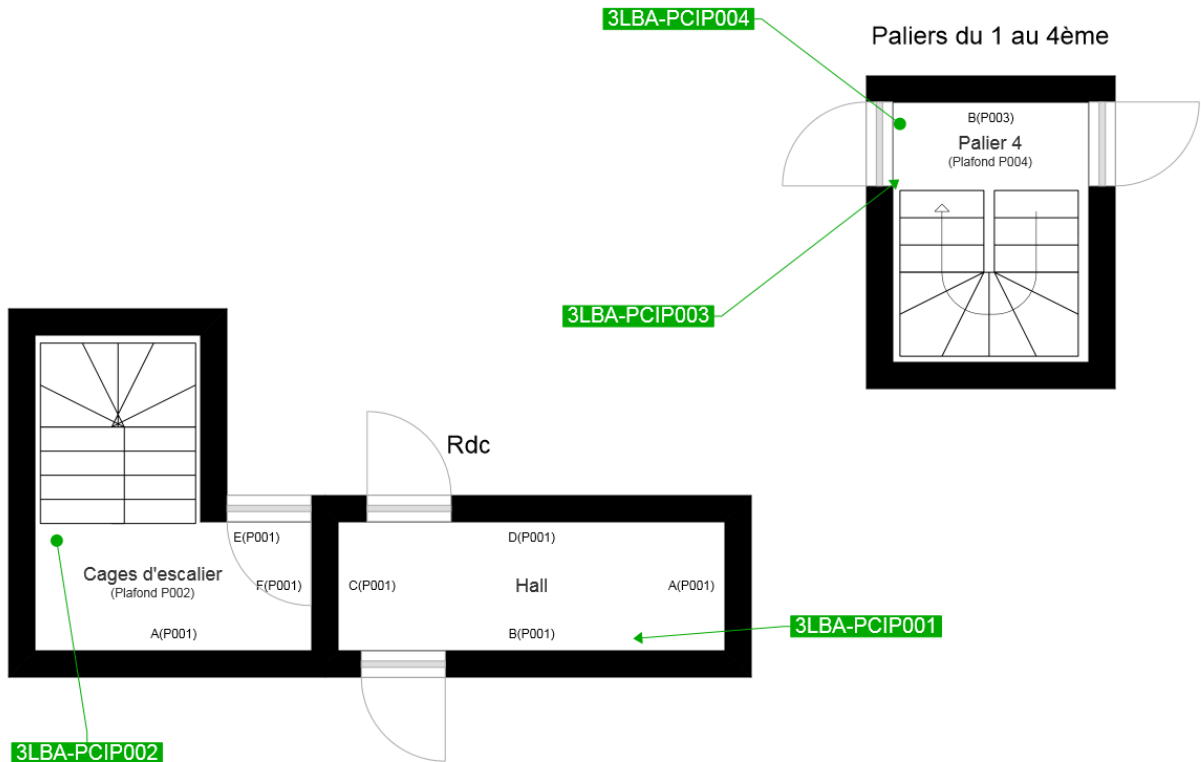 3LBA-PCIP004
Paliers du 1 au 4ème
B(P003)
Palier 4
(Plafond P004)
3LBA-PCIP003
Rdc
E(P001)
D(P001)
Cages d'escalier
(Plafond P002)
F(P001)
C(P001)
Hall
A(P001)
A(P001)
B(P001)
3LBA-PCIP001
3LBA-PCIP002